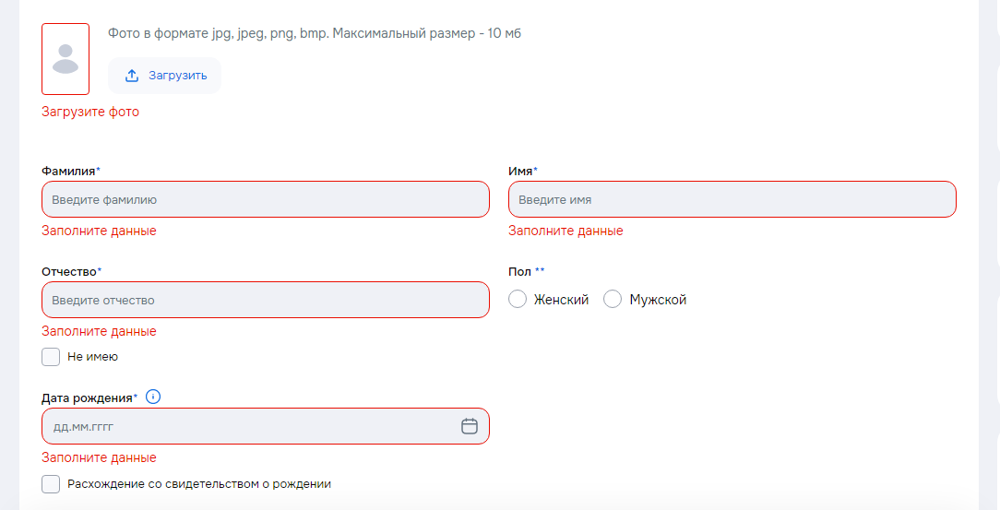 Фото в формате jpg, jpeg, png, bmp. Максимальный размер - 10 мб
Загрузить
Загрузите фото
Фамилия*
Имя*
Введите фамилию
Введите имя
Заполните данные
Заполните данные
Отчество*
Пол **
Введите отчество
Женский
Мужской
Заполните данные
Не имею
Дата рождения*
дд.мм.гггг
Заполните данные
Расхождение со свидетельством о рождении